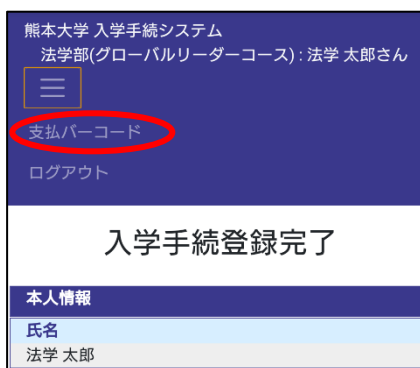 熊本大学 入学手続システム
法学部(グローバルリーダーコース) : 法学 太郎さん
支払バーコード
ログアウト
入学手続登録完了
本人情報
氏名
法学 太郎